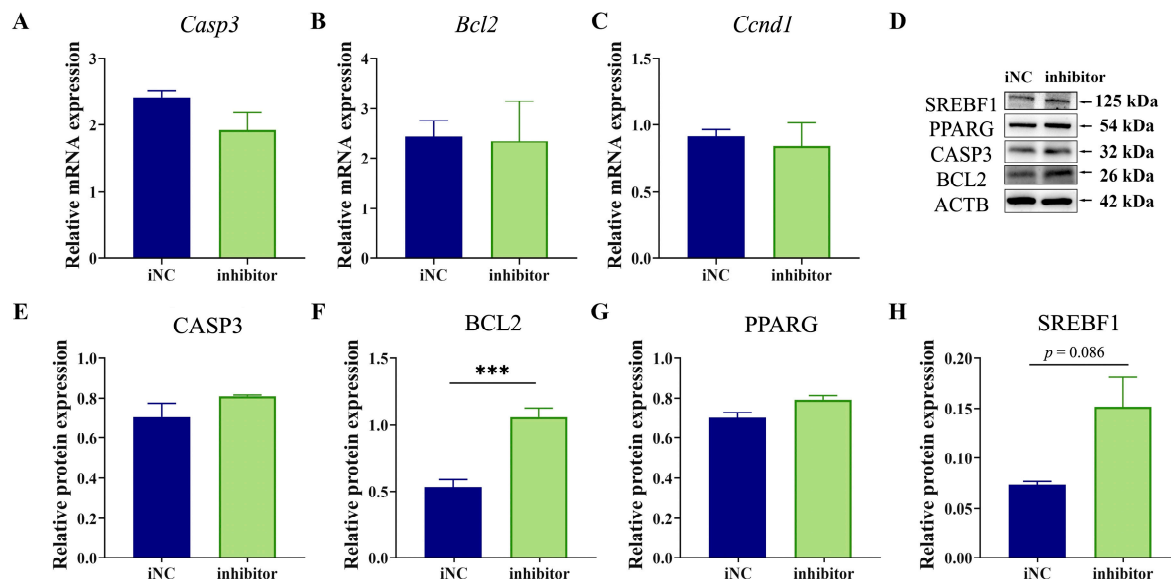 A
Casp3
Relative mRNA expression
3
2
1
0
iNC
inhibitor
B
Bcl2
Relative mRNA expression
4
3
2
1
0
iNC
inhibitor
C
Ccnd1
Relative mRNA expression
1.5
1.0
0.5
0.0
iNC
inhibitor
D
iNC inhibitor
SREBF1 125 kDa
PPARG 54 kDa
CASP3 32 kDa
BCL2 26 kDa
ACTB 42 kDa
E
CASP3
Relative protein expression
1.0
0.8
0.6
0.4
0.2
0.0
iNC
inhibitor
F
BCL2
Relative protein expression
1.5
1.0
0.5
0.0
***
iNC
inhibitor
G
PPARG
Relative protein expression
1.0
0.8
0.6
0.4
0.2
0.0
iNC
inhibitor
H
SREBF1
Relative protein expression
0.20
0.15
0.10
0.05
0.00
p = 0.086
iNC
inhibitor